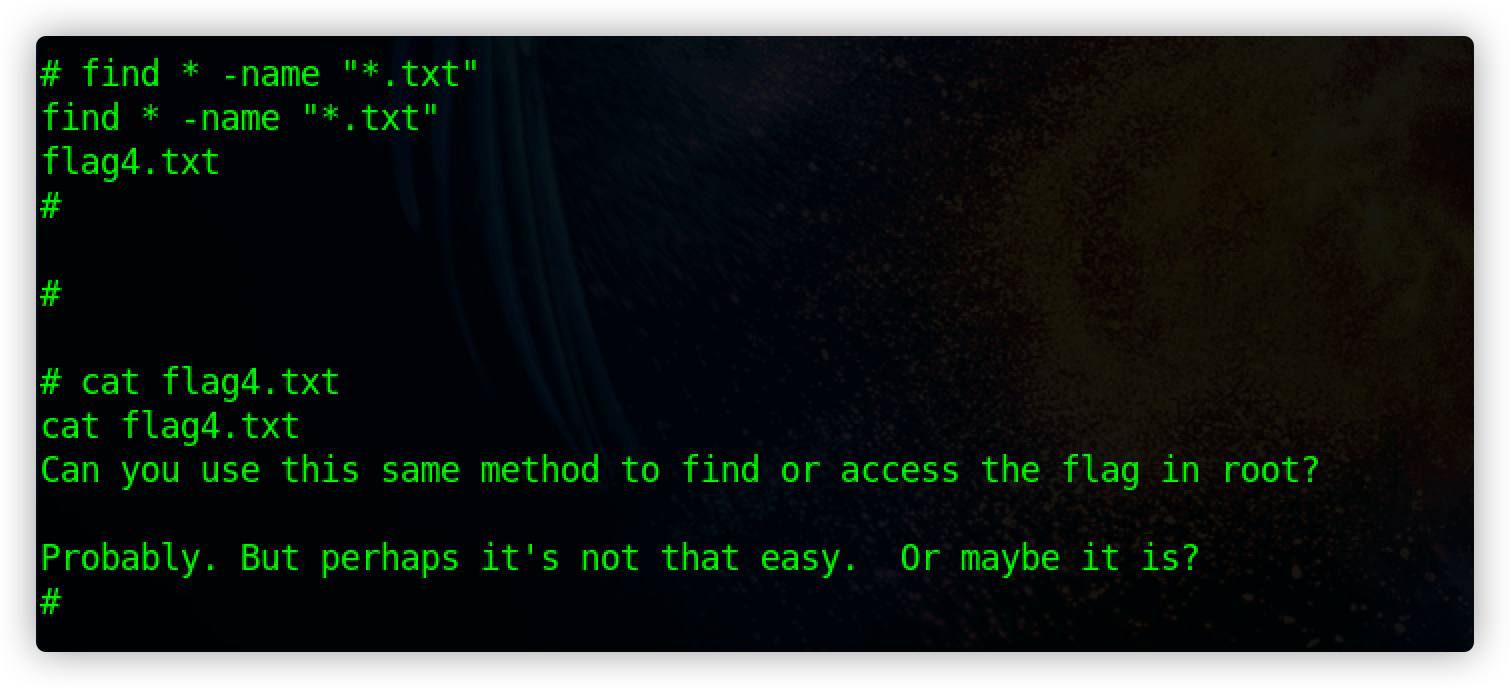 # find * -name "*.txt"
find * -name "*.txt"
flag4.txt
#
#
# cat flag4.txt
cat flag4.txt
Can you use this same method to find or access the flag in root?
Probably. But perhaps it's not that easy.  Or maybe it is?
#